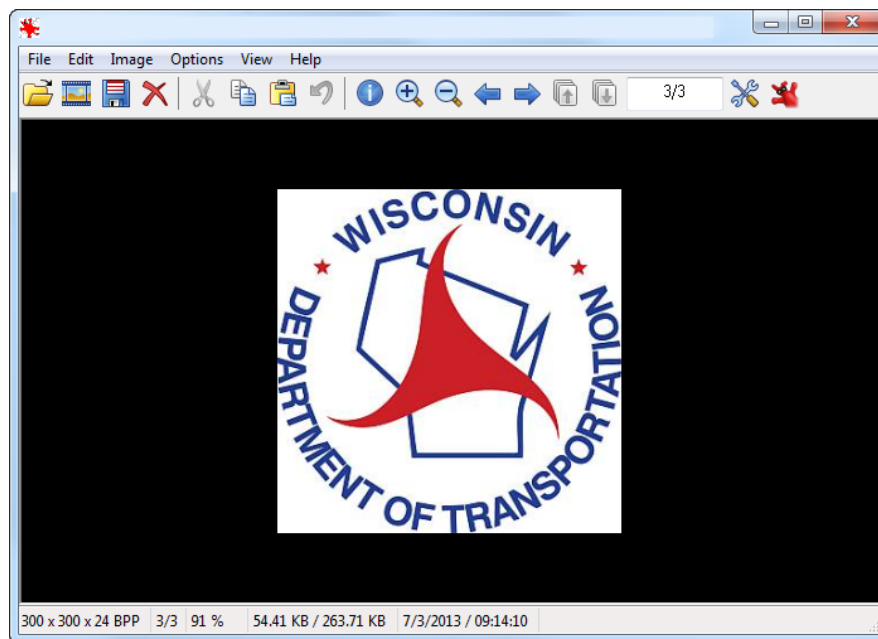 File Edit Image Options View Help
3/3
WISCONSIN
DEPARTMENT OF TRANSPORTATION
300 x 300 x 24 BPP 3/3 91 % 54.41 KB / 263.71 KB 7/3/2013 / 09:14:10